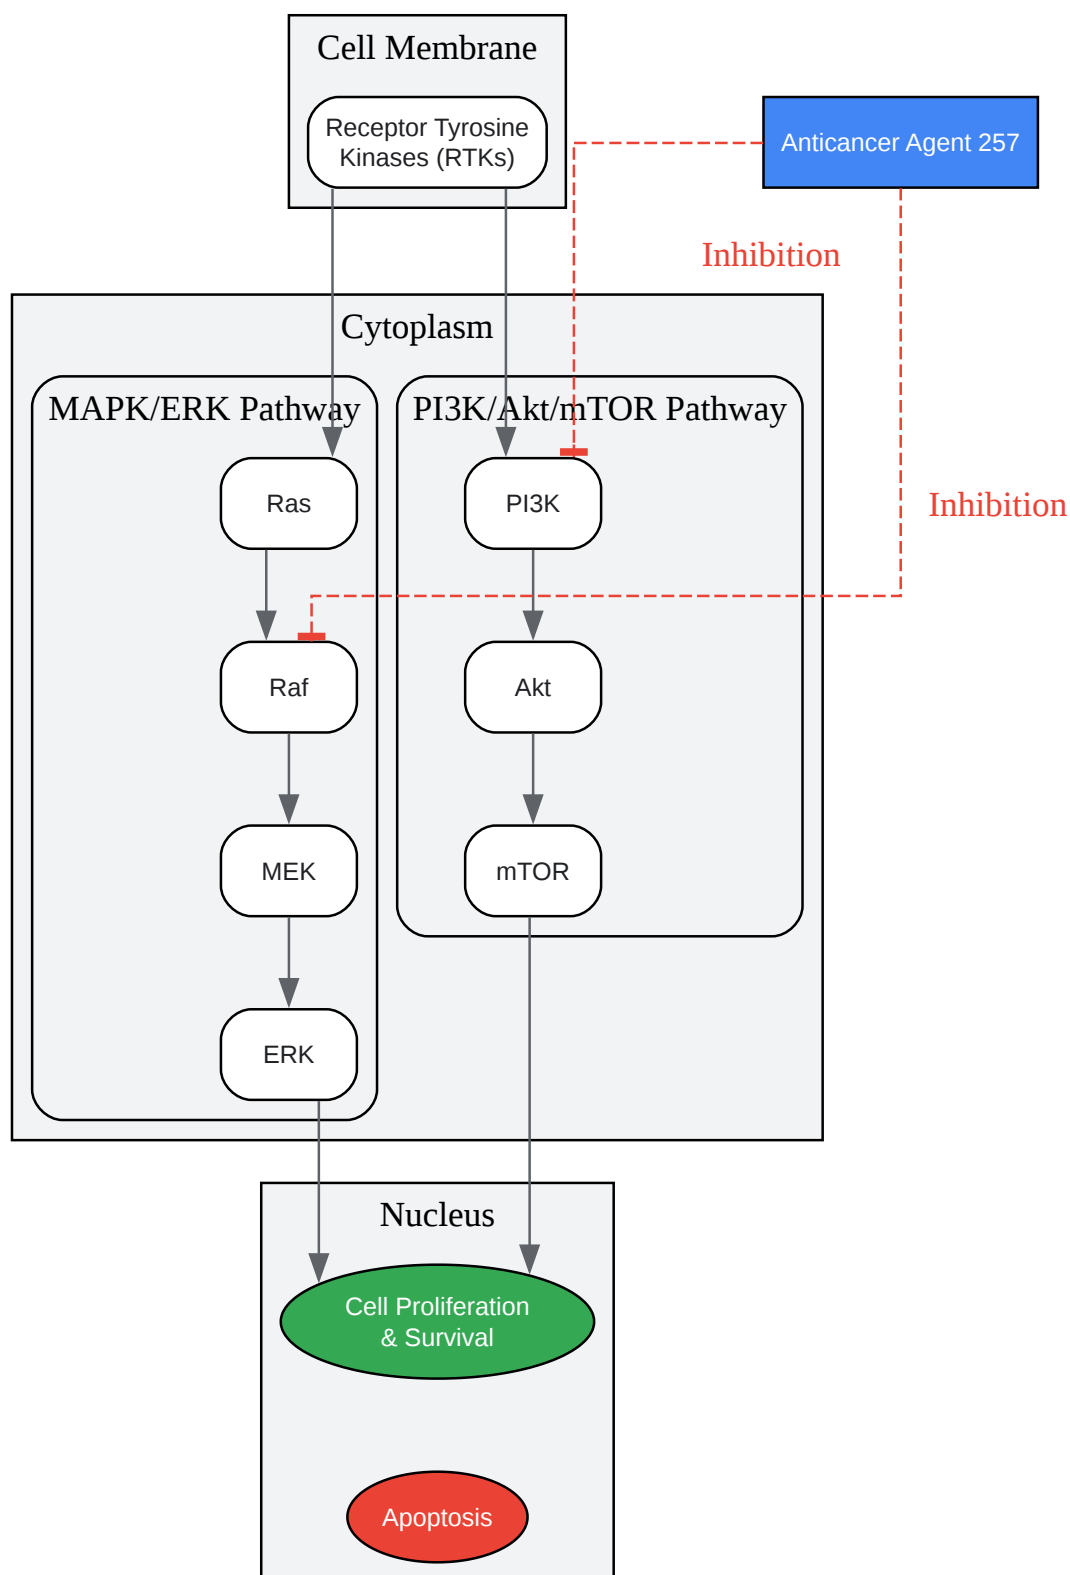 Cell Membrane
Receptor Tyrosine
Kinases (RTKs)
Anticancer Agent 257
Inhibition
Cytoplasm
MAPK/ERK Pathway
PI3K/Akt/mTOR Pathway
Ras
PI3K
Inhibition
Raf
Akt
MEK
mTOR
ERK
Nucleus
Cell Proliferation
& Survival
Apoptosis